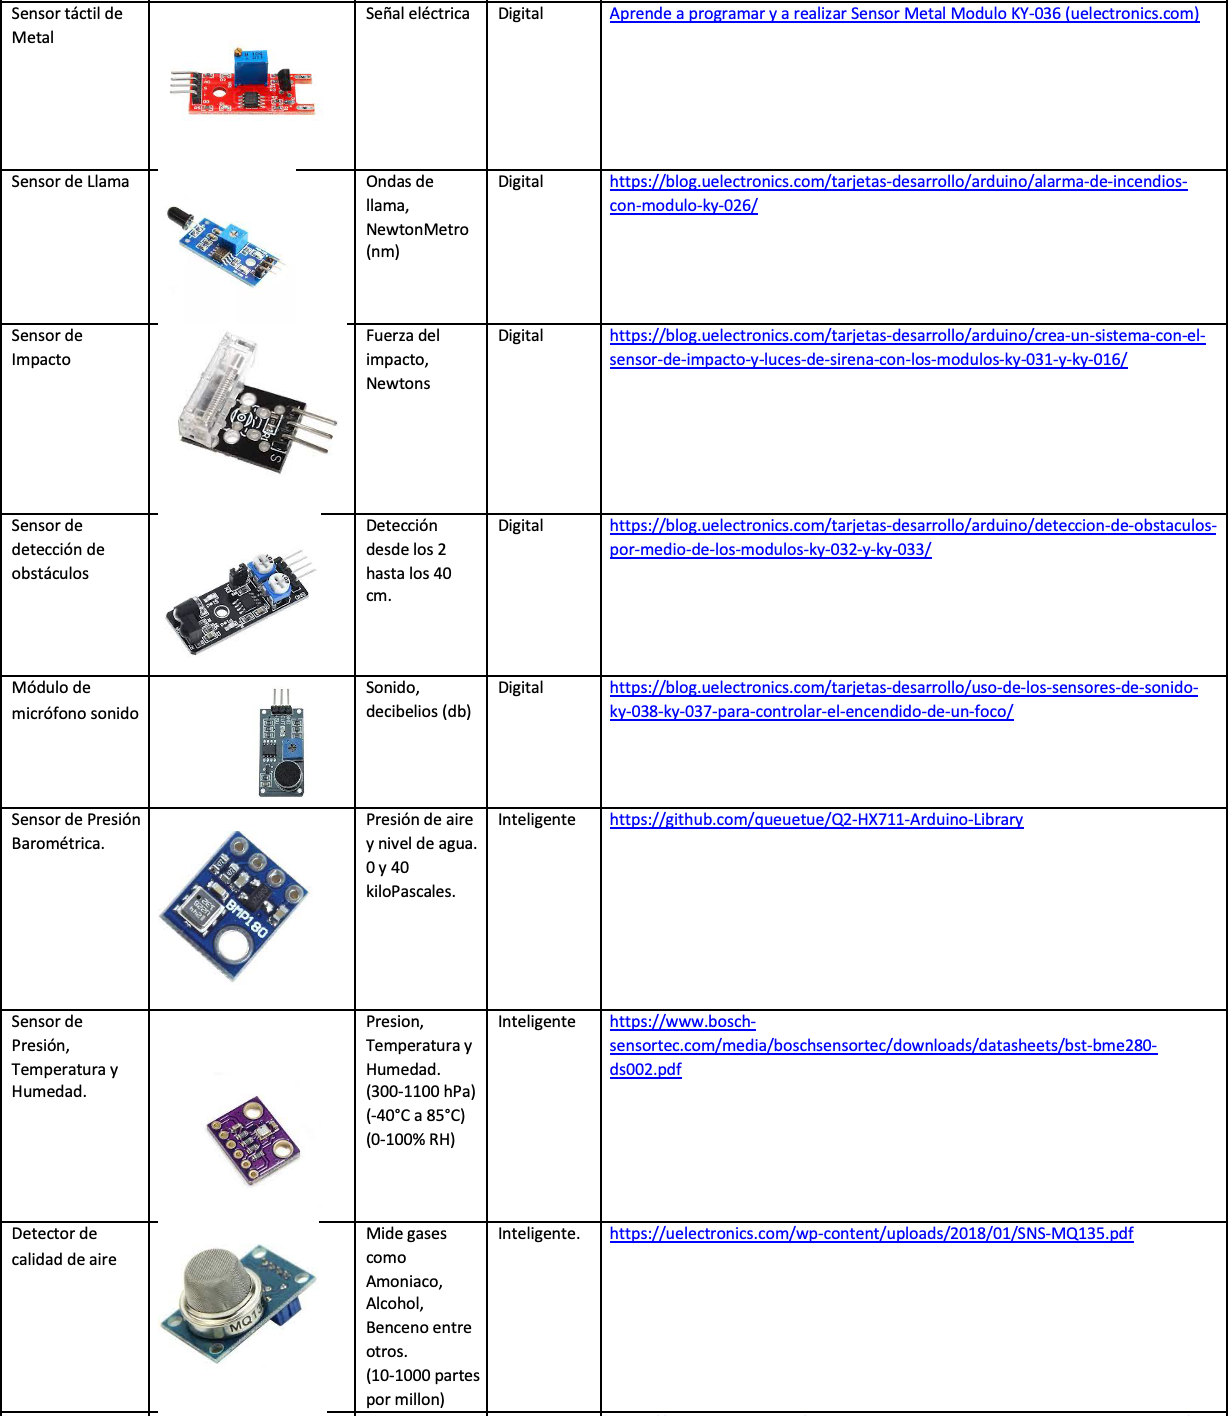 Sensor táctil de
Metal
Señal eléctrica
Digital
Aprende a programar y a realizar Sensor Metal Modulo KY-036 (uelectronics.com)
Sensor de Llama
Ondas de
llama,
NewtonMetro
(nm)
Digital
https://blog.uelectronics.com/tarjetas-desarrollo/arduino/alarma-de-incendios-
con-modulo-ky-026/
Sensor de
Impacto
S
Fuerza del
impacto,
Newtons
Digital
https://blog.uelectronics.com/tarjetas-desarrollo/arduino/crea-un-sistema-con-el-
sensor-de-impacto-y-luces-de-sirena-con-los-modulos-ky-031-y-ky-016/
Sensor de
detección de
obstáculos
Detección
desde los 2
hasta los 40
cm.
Digital
https://blog.uelectronics.com/tarjetas-desarrollo/arduino/deteccion-de-obstaculos-
por-medio-de-los-modulos-ky-032-y-ky-033/
Módulo de
micrófono sonido
Sonido,
decibelios (db)
Digital
https://blog.uelectronics.com/tarjetas-desarrollo/uso-de-los-sensores-de-sonido-
ky-038-ky-037-para-controlar-el-encendido-de-un-foco/
Sensor de Presión
Barométrica.
BMP180
Presión de aire
y nivel de agua.
0 y 40
kiloPascales.
Inteligente
https://github.com/queuetue/Q2-HX711-Arduino-Library
Sensor de
Presión,
Temperatura y
Humedad.
Presion,
Temperatura y
Humedad.
(300-1100 hPa)
(-40°C a 85°C)
(0-100% RH)
Inteligente
https://www.bosch-
sensortec.com/media/boschsensortec/downloads/datasheets/bst-bme280-
ds002.pdf
Detector de
calidad de aire
Mide gases
como
Amoniaco,
Alcohol,
Benceno entre
otros.
(10-1000 partes
por millon)
Inteligente.
https://uelectronics.com/wp-content/uploads/2018/01/SNS-MQ135.pdf